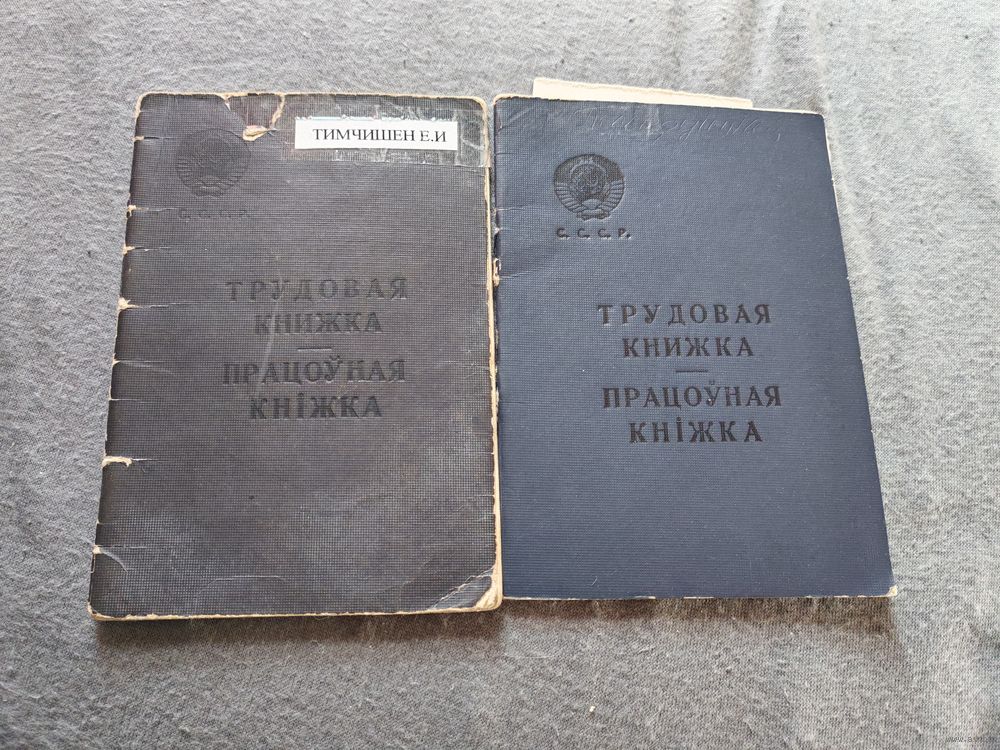 ТИМЧИШЕН Е.И
С. С. С. Р.
ТРУДОВАЯ
КНИЖКА
ПРАЦОЎНАЯ
КНІЖКА
С. С. С. Р.
ТРУДОВАЯ
КНИЖКА
ПРАЦОЎНАЯ
КНІЖКА